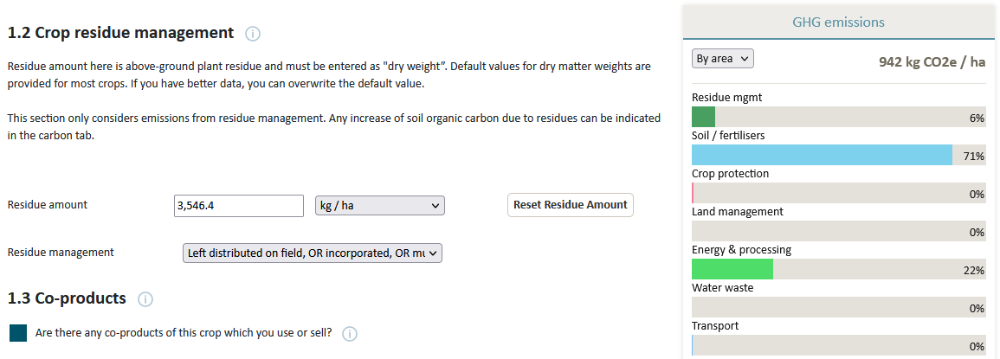 1.2 Crop residue management
Residue amount here is above-ground plant residue and must be entered as "dry weight”. Default values for dry matter weights are
provided for most crops. If you have better data, you can overwrite the default value.
This section only considers emissions from residue management. Any increase of soil organic carbon due to residues can be indicated
in the carbon tab.
Residue amount
3,546.4
kg / ha
Reset Residue Amount
Residue management
Left distributed on field, OR incorporated, OR mu
1.3 Co-products
Are there any co-products of this crop which you use or sell?
GHG emissions
By area
942 kg CO2e / ha
Residue mgmt
6%
Soil / fertilisers
71%
Crop protection
0%
Land management
0%
Energy & processing
22%
Water waste
0%
Transport
0%